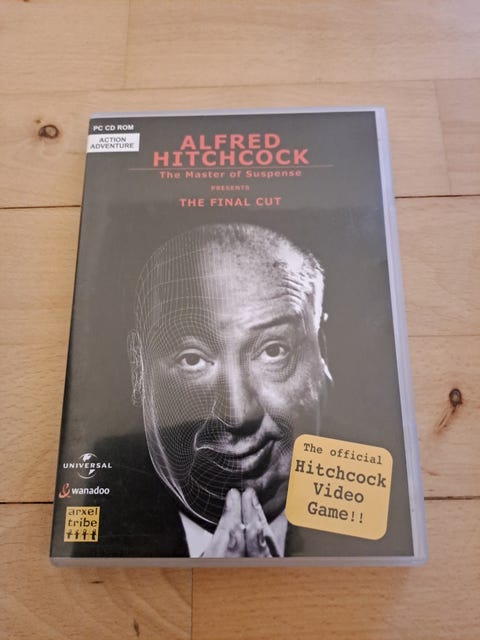 PC CD ROM
ACTION
ADVENTURE
ALFRED
HITCHCOCK
The Master of Suspense
PRESENTS
THE FINAL CUT
UNIVERSAL
& wanadoo
arxel
tribe
The official
Hitchcock
Video
Game!!